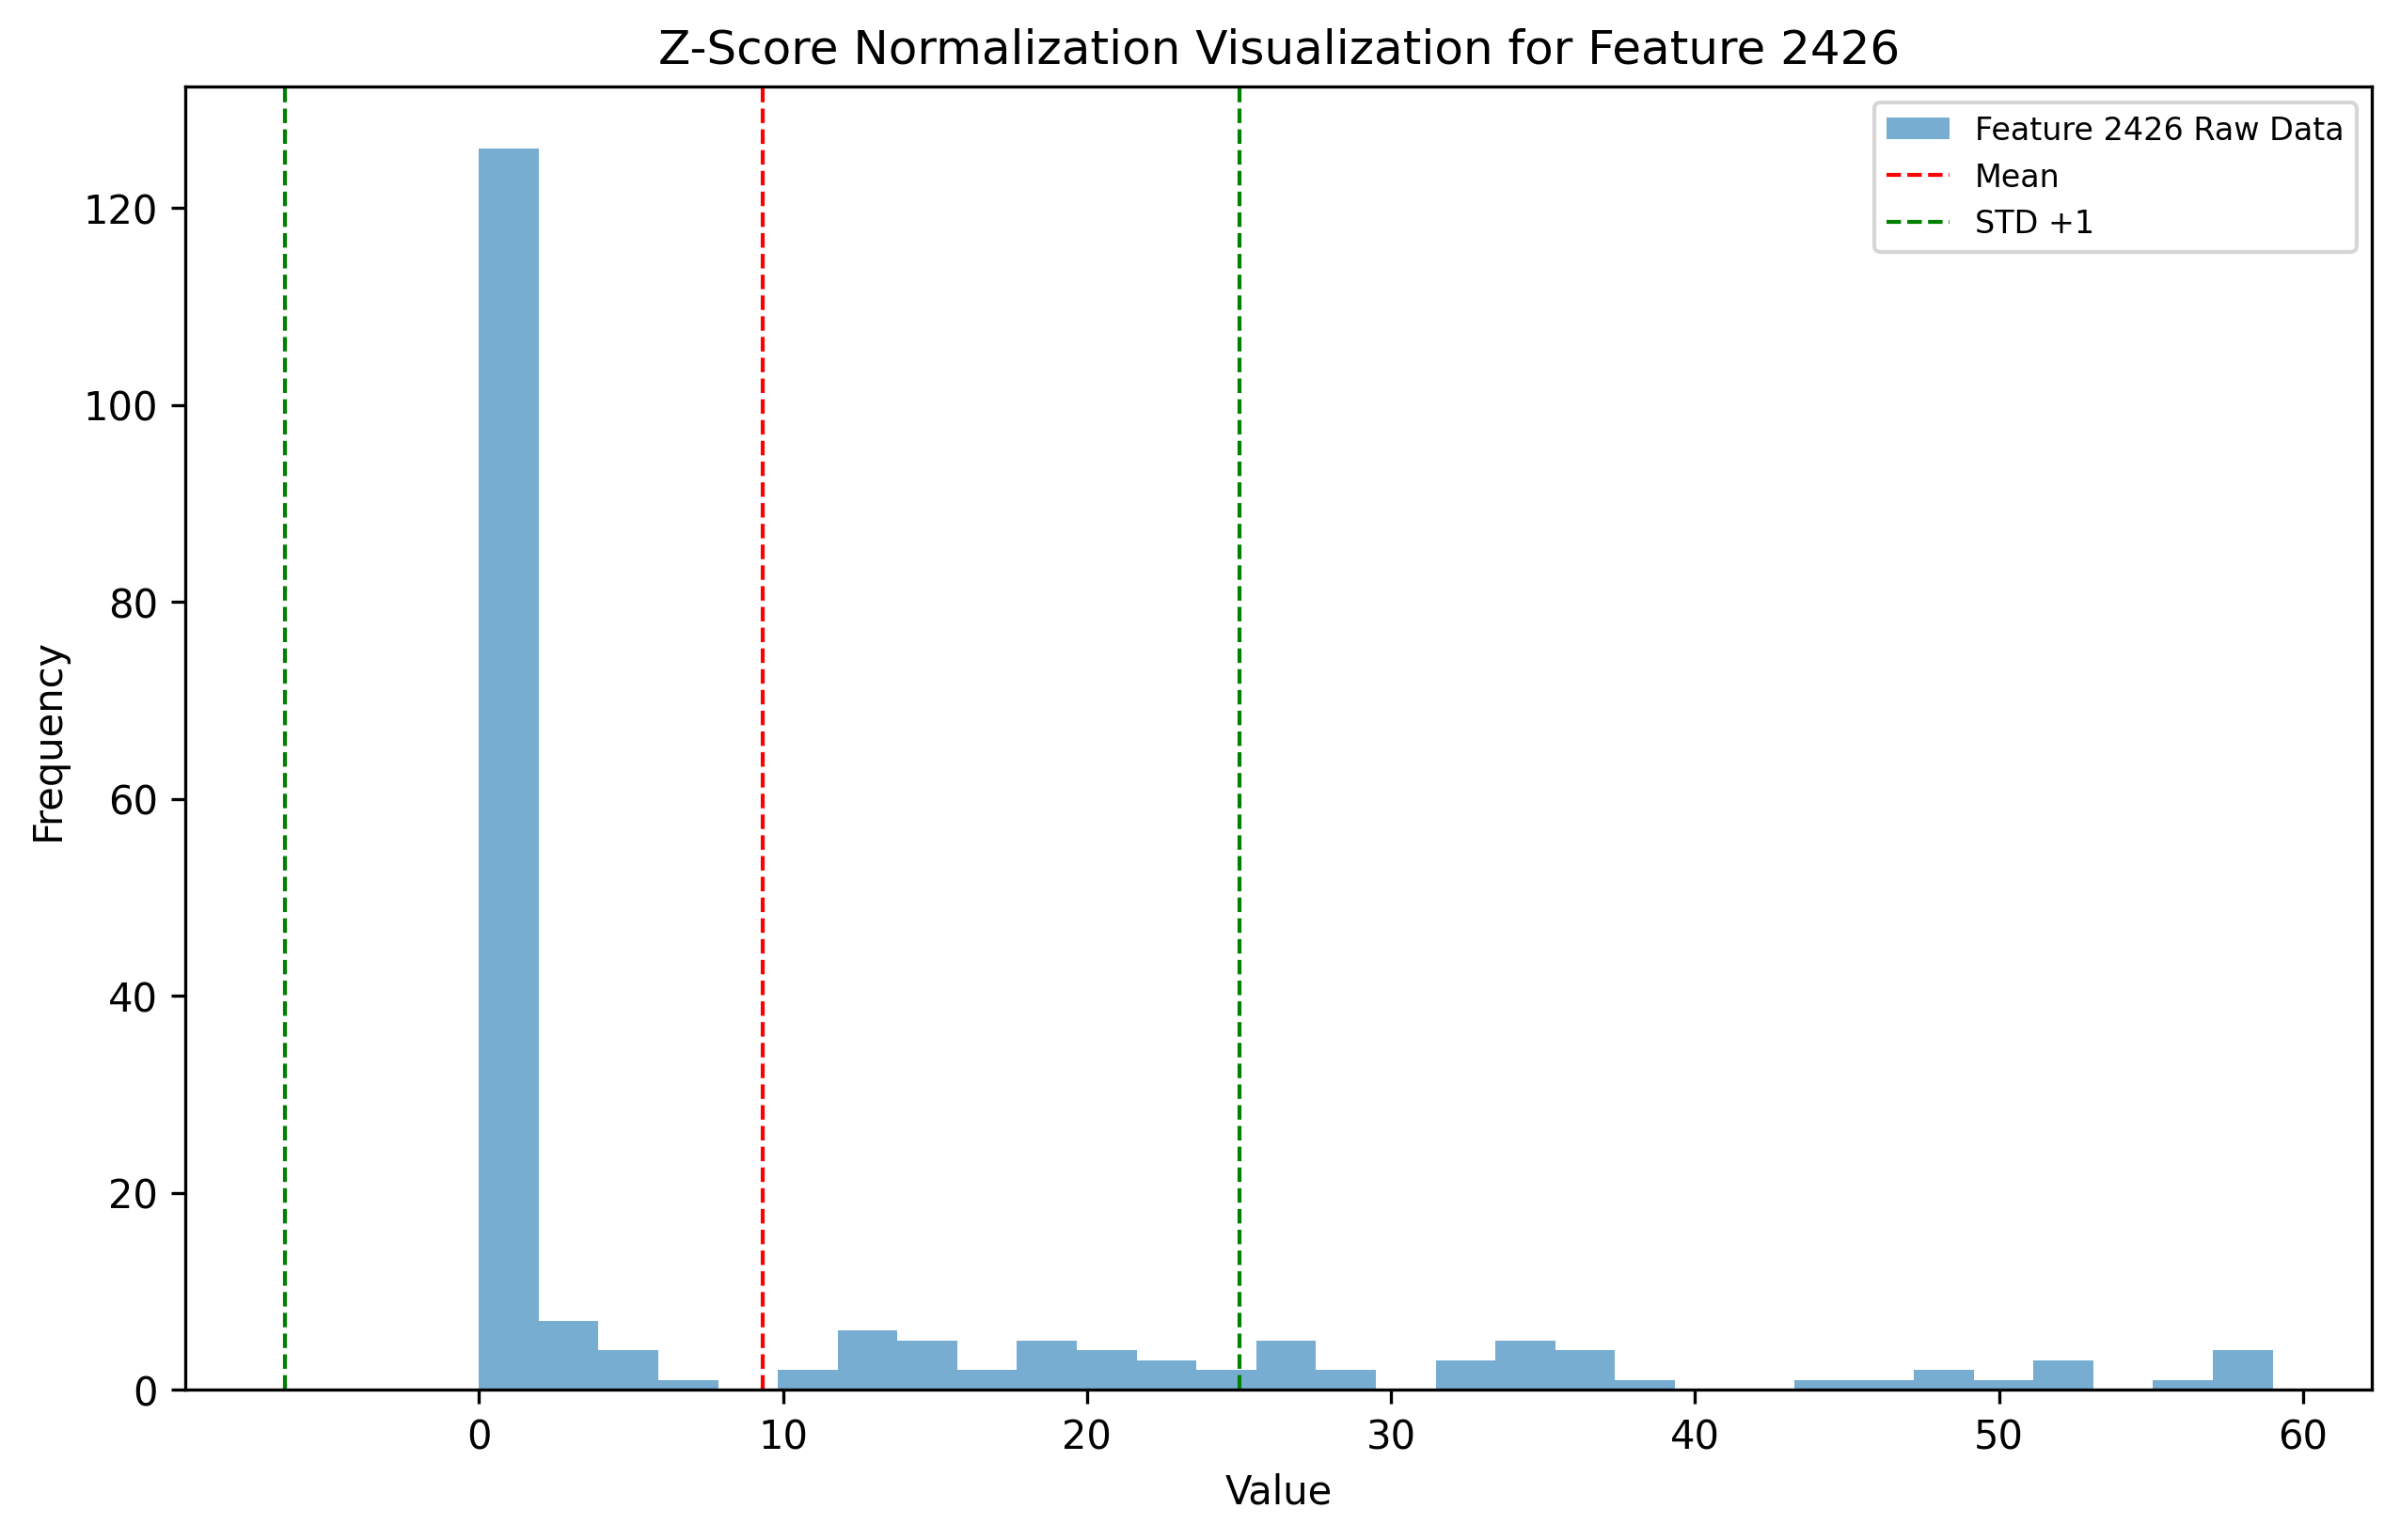 Z-Score Normalization Visualization for Feature 2426
Feature 2426 Raw Data
Mean
STD +1
120
100
80
60
40
20
0
Frequency
0 10 20 30 40 50 60
Value